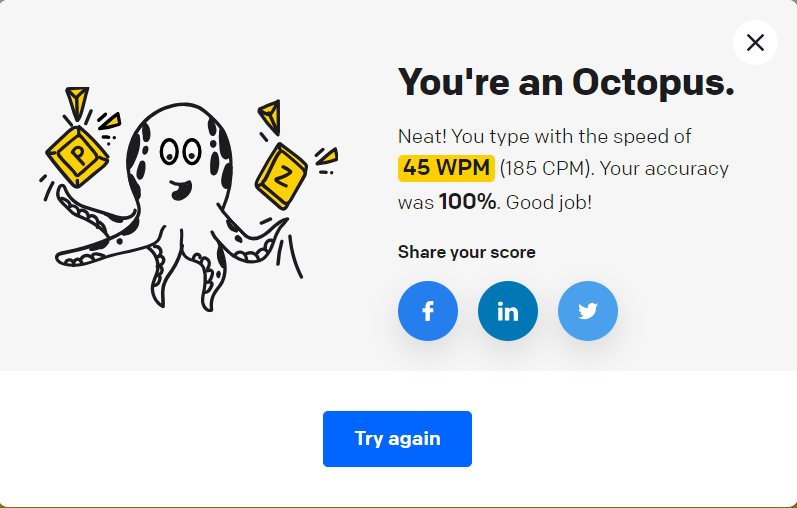 You're an Octopus.
Neat! You type with the speed of
45 WPM (185 CPM). Your accuracy
was 100%. Good job!
Share your score
f in
Try again
P
Z